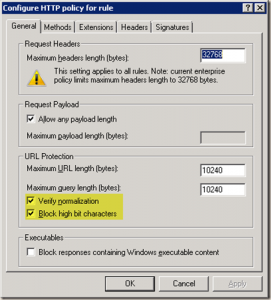 Configure HTTP policy for rule
General
Methods
Extensions
Headers
Signatures
Request Headers
Maximum headers length (bytes):
32768
This setting applies to all rules. Note: current enterprise
policy limits maximum headers length to 32768 bytes.
Request Payload
Allow any payload length
Maximum payload length (bytes):
URL Protection
Maximum URL length (bytes):
10240
Maximum query length (bytes):
10240
Verify normalization
Block high bit characters
Executables
Block responses containing Windows executable content
OK
Cancel
Apply